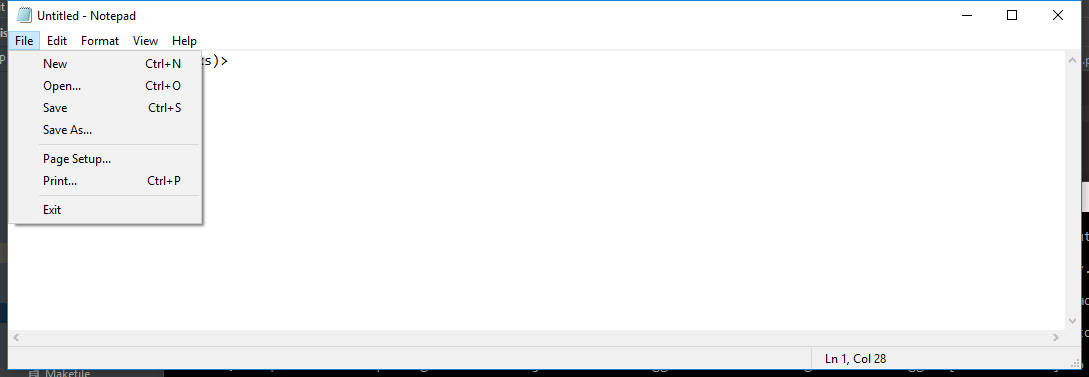 Untitled - Notepad
File Edit Format View Help
New Ctrl+N
Open... Ctrl+O
Save Ctrl+S
Save As...
Page Setup...
Print... Ctrl+P
Exit
s)>
Ln 1, Col 28
Makefile